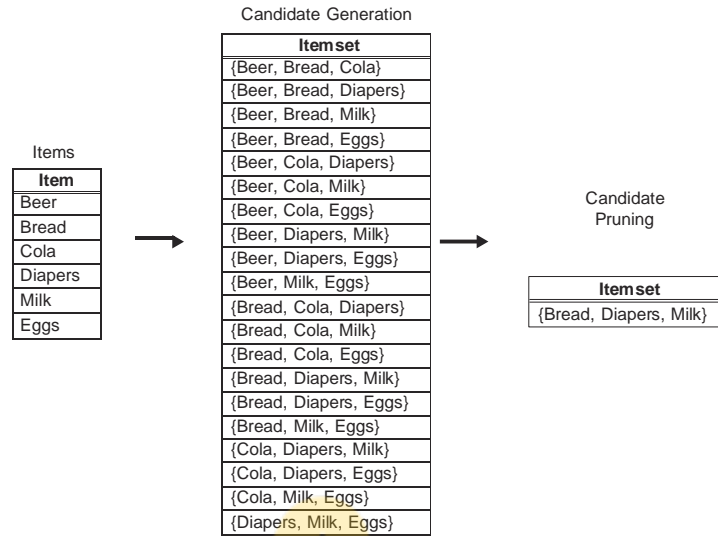 Candidate Generation
Itemset
{Beer, Bread, Cola}
{Beer, Bread, Diapers}
{Beer, Bread, Milk}
{Beer, Bread, Eggs}
{Beer, Cola, Diapers}
{Beer, Cola, Milk}
{Beer, Cola, Eggs}
{Beer, Diapers, Milk}
{Beer, Diapers, Eggs}
{Beer, Milk, Eggs}
{Bread, Cola, Diapers}
{Bread, Cola, Milk}
{Bread, Cola, Eggs}
{Bread, Diapers, Milk}
{Bread, Diapers, Eggs}
{Bread, Milk, Eggs}
{Cola, Diapers, Milk}
{Cola, Diapers, Eggs}
{Cola, Milk, Eggs}
{Diapers, Milk, Eggs}
Items
Item
Beer
Bread
Cola
Diapers
Milk
Eggs
Candidate
Pruning
Itemset
{Bread, Diapers, Milk}